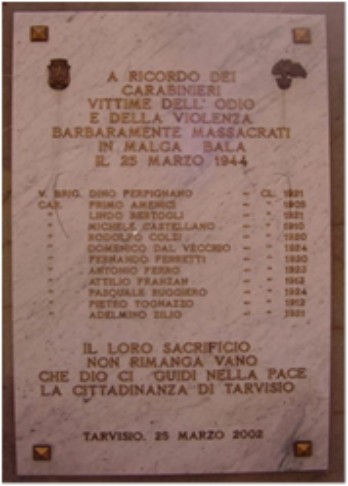 A RICORDO DEI
CARABINIERI
VITTIME DELL' ODIO
E DELLA VIOLENZA
BARBARAMENTE MASSACRATI
IN MALGA BALA
IL 25 MARZO 1944
V. BRIG. DINO PERPIGNANO - CL. 1921
CAR. PRIMO AMENICI - " 1905
" LINDO BERTOGLI - " 1921
" MICHELE CASTELLANO - " 1910
" RODOLFO COLZI - " 1920
" DOMENICO DAL VECCHIO - " 1924
" FERNANDO FERRETTI - " 1920
" ANTONIO FERRO - " 1923
" ATTILIO FRANZAN - "
" PASQUALE RUGGIERO - " 1924
" PIETRO TOGNAZZO - " 1912
" ADELMINO ZILIO - " 1921
IL LORO SACRIFICIO
NON RIMANGA VANO
CHE DIO CI GUIDI NELLA PACE
LA CITTADINANZA DI TARVISIO
TARVISIO, 25 MARZO 2002